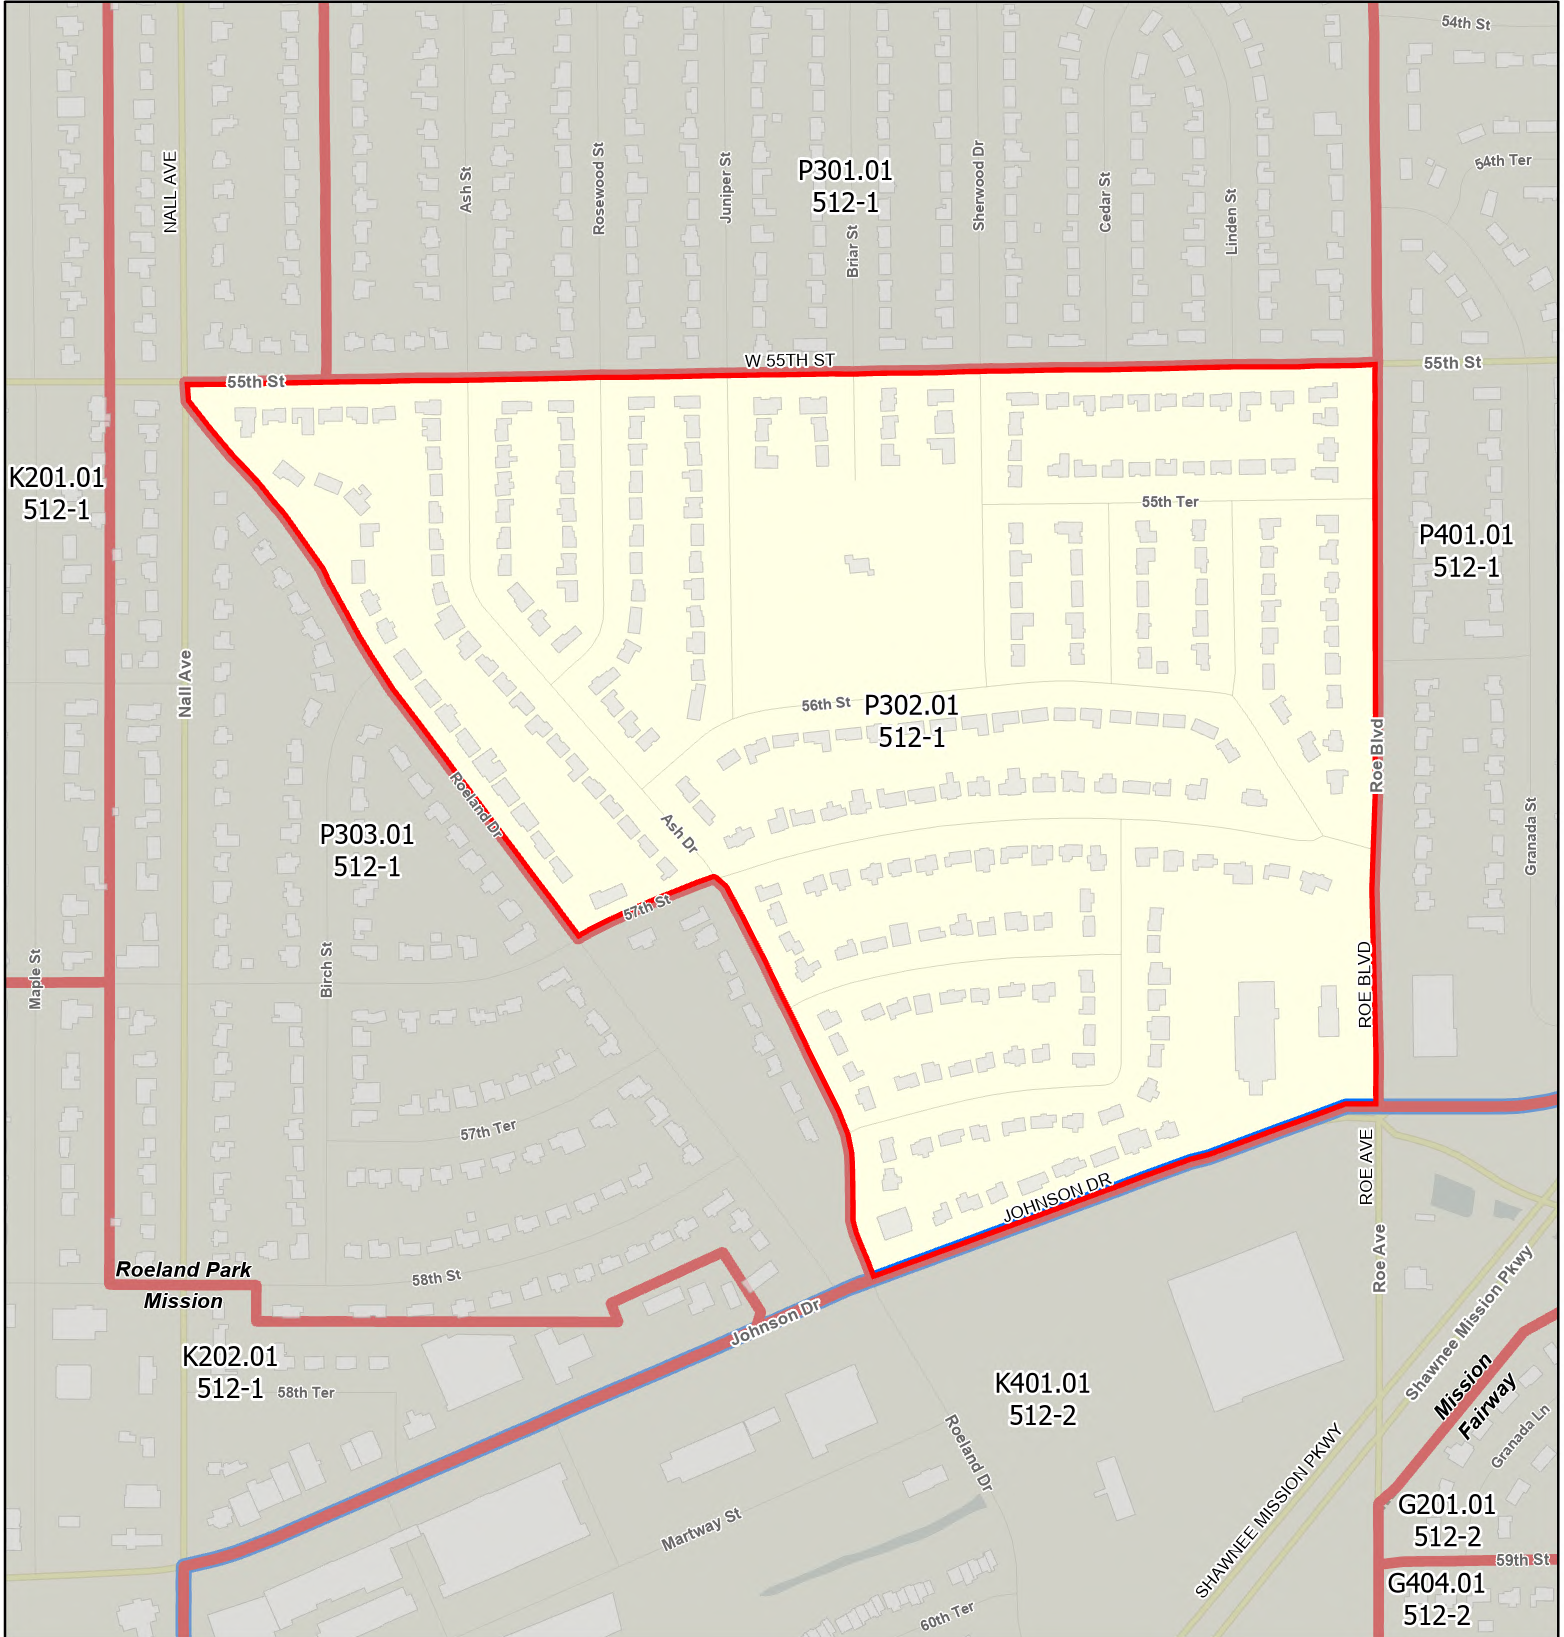 54th St
54th Ter
NALL AVE
Ash St
Rosewood St
Juniper St
P301.01
512-1
Briar St
Sherwood Dr
Cedar St
Linden St
W 55TH ST
55th St
55th St
K201.01
512-1
55th Ter
P401.01
512-1
Nall Ave
56th St
P302.01
512-1
Roe Blvd
Roeland Dr
Ash Dr
P303.01
512-1
Granada St
57th St
Maple St
Birch St
ROE BLVD
57th Ter
ROE AVE
JOHNSON DR
Roeland Park
Mission
58th St
Roe Ave
Johnson Dr
Shawnee Mission Pkwy
K202.01
512-1
58th Ter
K401.01
512-2
Mission
Fairway
Granada Ln
Roeland Dr
SHAWNEE MISSION PKWY
Martway St
G201.01
512-2
59th St
G404.01
512-2
60th Ter